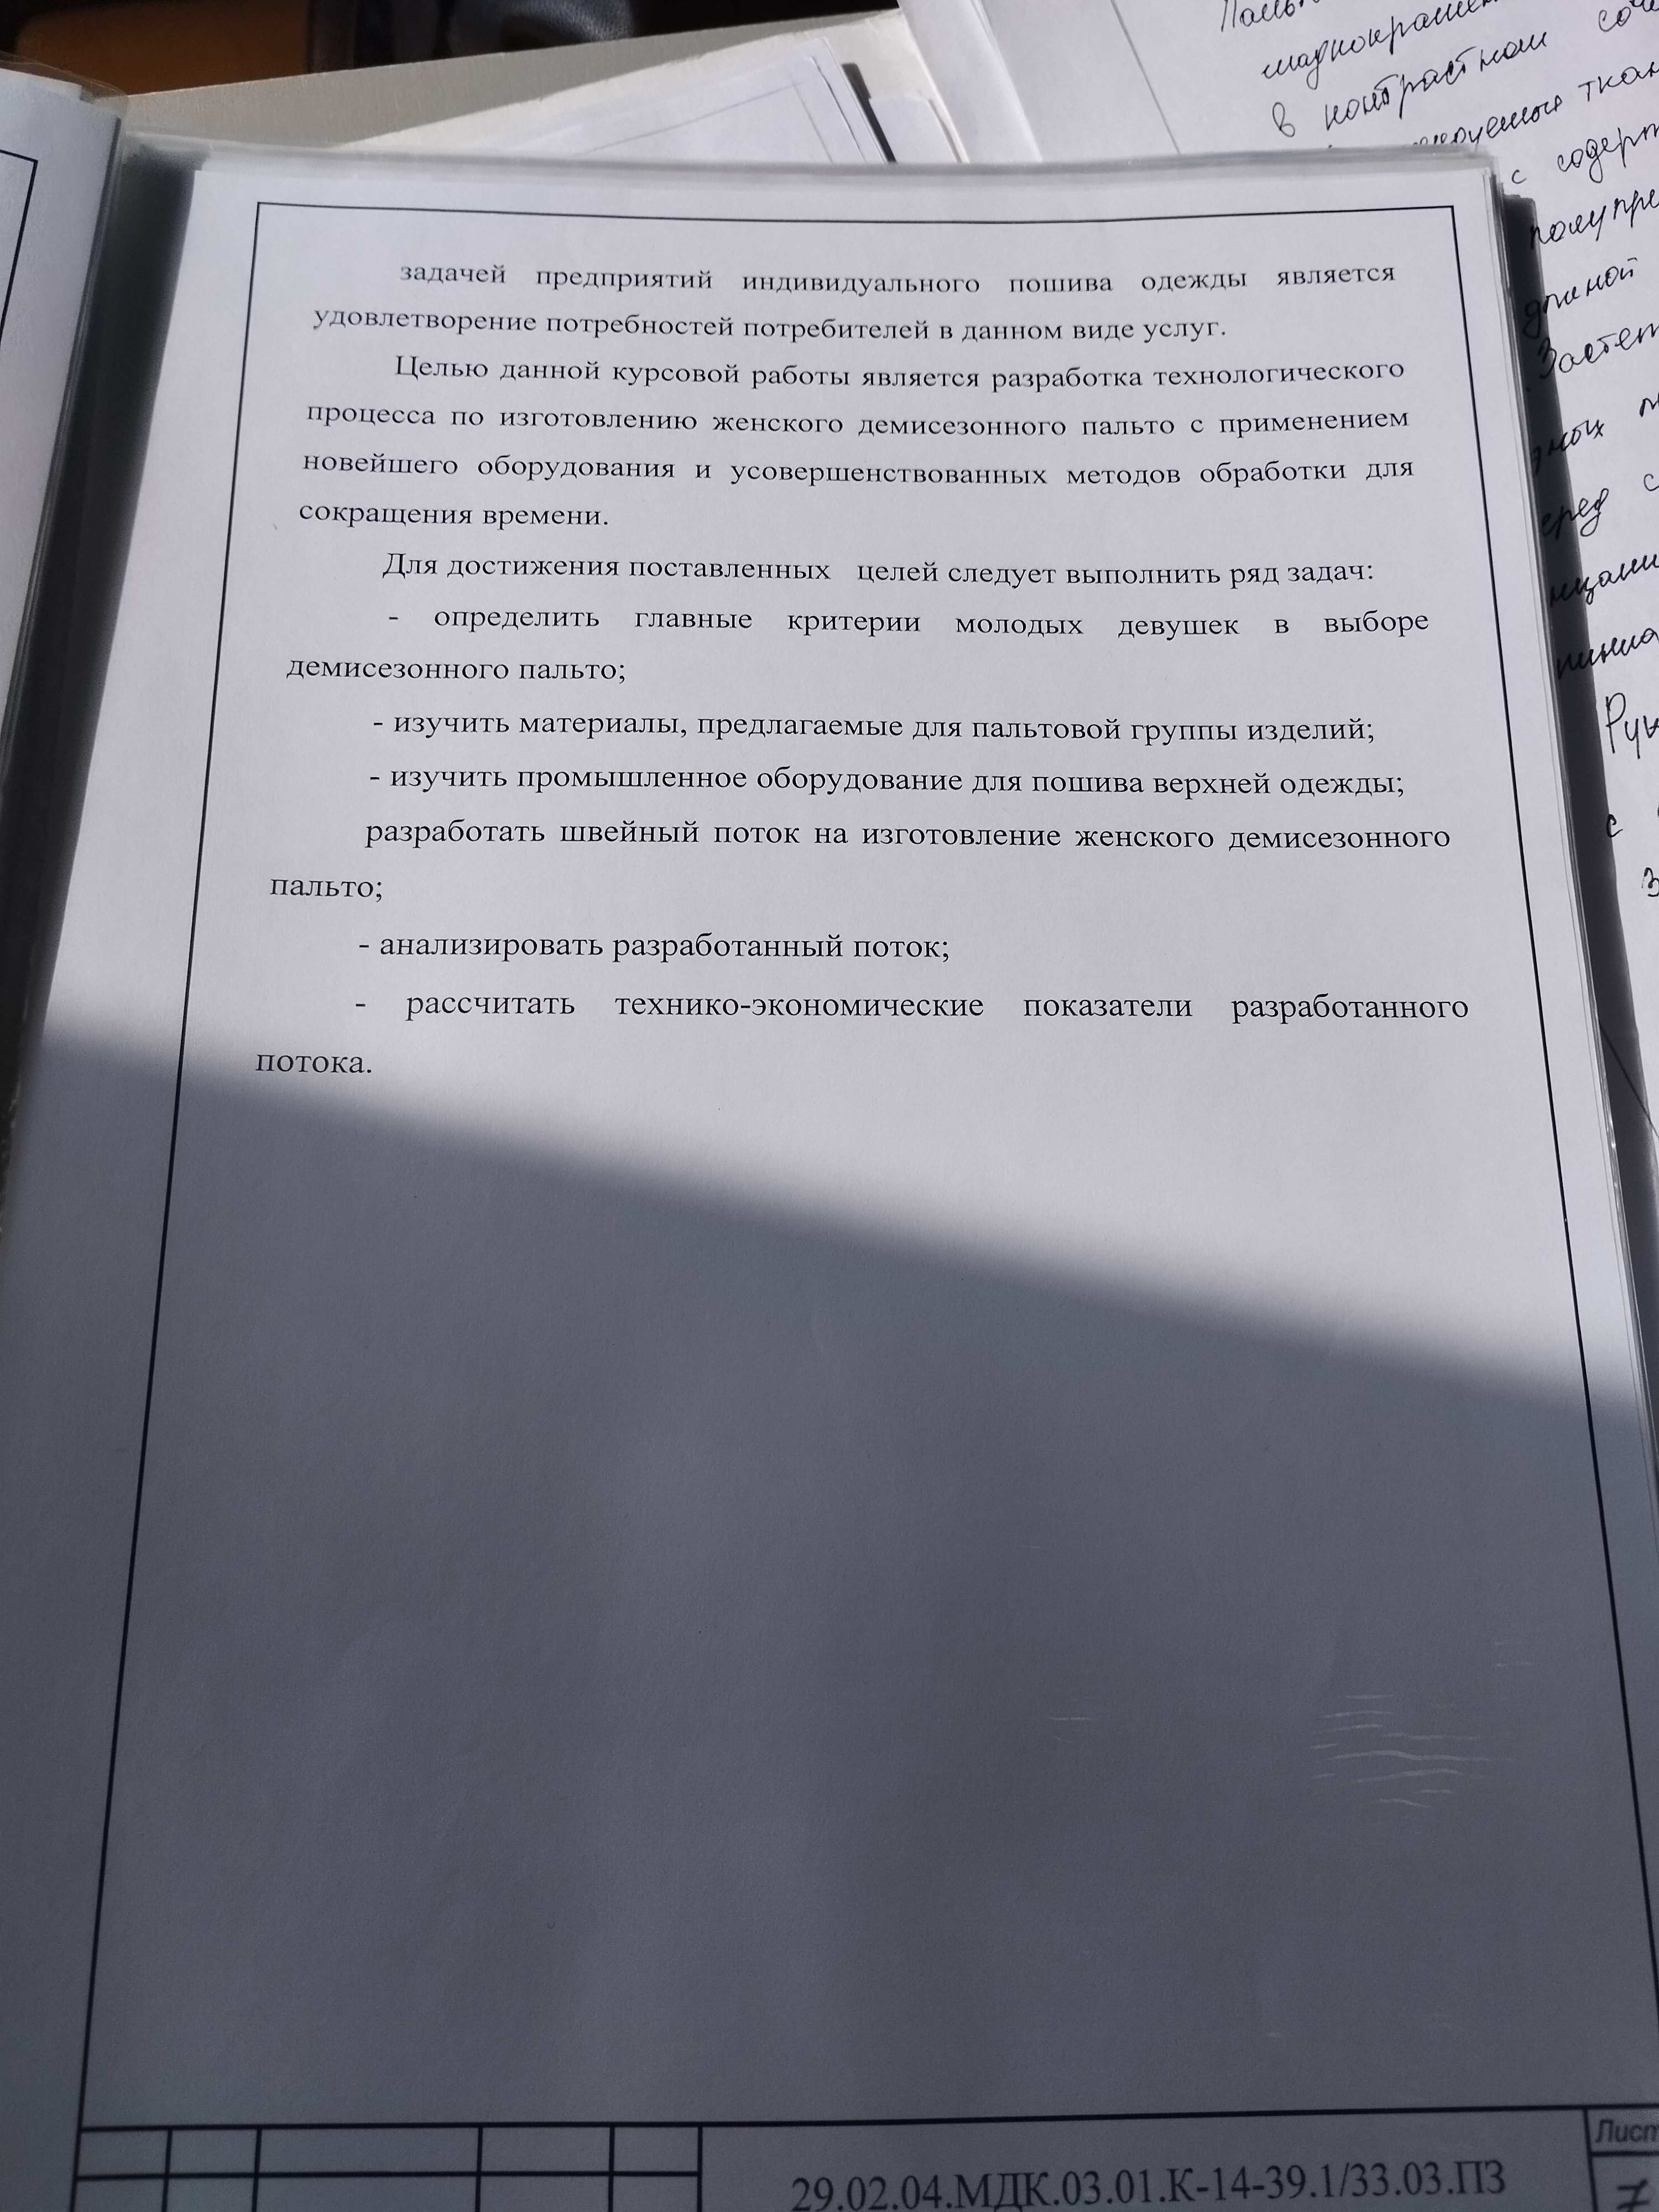 задачей предприятий индивидуального пошива одежды является
удовлетворение потребностей потребителей в данном виде услуг.
Целью данной курсовой работы является разработка технологического
процесса по изготовлению женского демисезонного пальто с применением
новейшего оборудования и усовершенствованных методов обработки для
сокращения времени.
Для достижения поставленных целей следует выполнить ряд задач:
- определить главные критерии молодых девушек в выборе
демисезонного пальто;
- изучить материалы, предлагаемые для пальтовой группы изделий;
- изучить промышленное оборудование для пошива верхней одежды;
разработать швейный поток на изготовление женского демисезонного
пальто;
- анализировать разработанный поток;
- рассчитать технико-экономические показатели разработанного
потока.
29.02.04.МДК.03.01.К-14-39.1/33.03.ПЗ
Лист
7
в контрастном
с